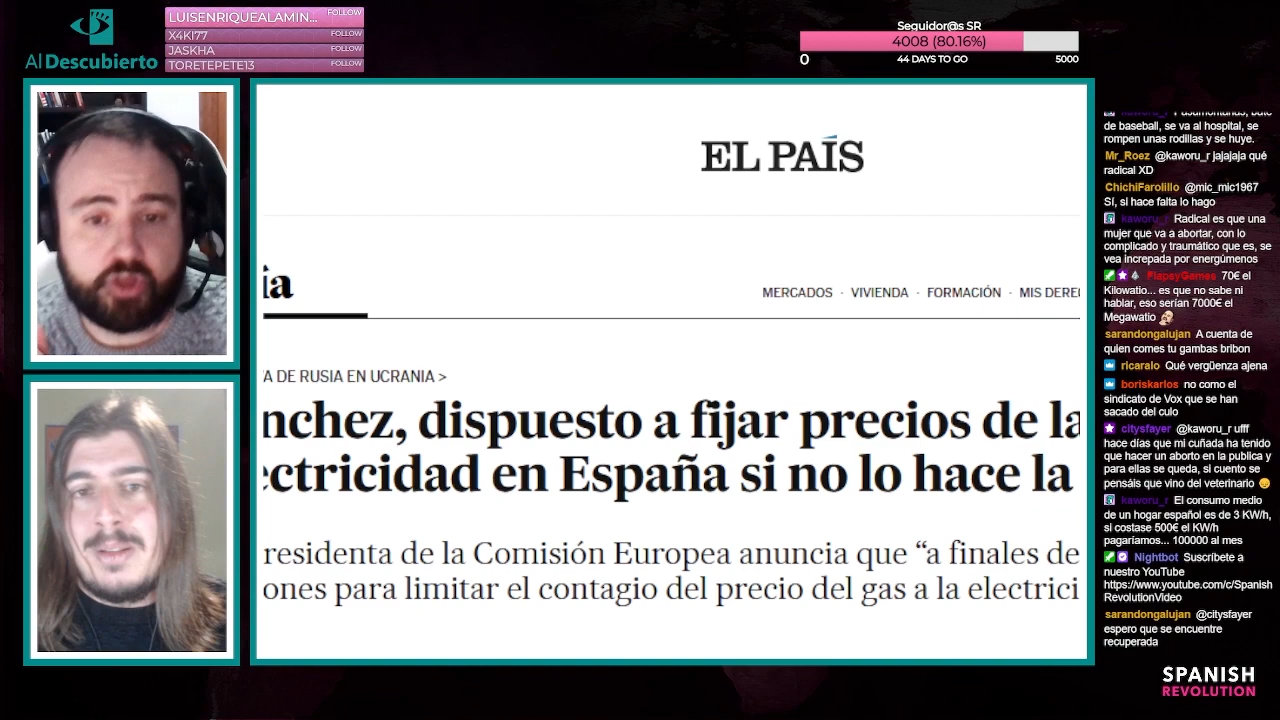 Al Descubierto
LUISENRIQUEALAMIN... FOLLOW
X4KI77 FOLLOW
JASKHA FOLLOW
TORETEPETE13 FOLLOW
Seguidor@s SR
4008 (80.16%)
0 44 DAYS TO GO 5000
EL PAÍS
ía
MERCADOS · VIVIENDA · FORMACIÓN · MIS DERE
A DE RUSIA EN UCRANIA >
nchez, dispuesto a fijar precios de la
ectricidad en España si no lo hace la
residenta de la Comisión Europea anuncia que “a finales de
ones para limitar el contagio del precio del gas a la electrici
de baseball, se va al hospital, se
rompen unas rodillas y se huye.
Mr_Roez @kaworu_r jajajaja qué
radical XD
ChichiFarolillo @mic_mic1967
Sí, si hace falta lo hago
kaworu_r Radical es que una
mujer que va a abortar, con lo
complicado y traumático que es, se
vea increpada por energúmenos
FlapsyGames 70€ el
Kilowatio... es que no sabe ni
hablar, eso serían 7000€ el
Megawatio
sarandongalujan A cuenta de
quien comes tu gambas bribon
ricaralo Qué vergüenza ajena
boriskarlos no como el
sindicato de Vox que se han
sacado del culo
citysfayer @kaworu_r ufff
hace días que mi cuñada ha tenido
que hacer un aborto en la publica y
para ellas se queda, si cuento se
pensáis que vino del veterinario
kaworu_r El consumo medio
de un hogar español es de 3 KW/h,
si costase 500€ el KW/h
pagaríamos... 100000 al mes
Nightbot Suscríbete a
nuestro YouTube
https://www.youtube.com/c/Spanish
RevolutionVideo
sarandongalujan @citysfayer
espero que se encuentre
recuperada
SPANISH
REVOLUTION